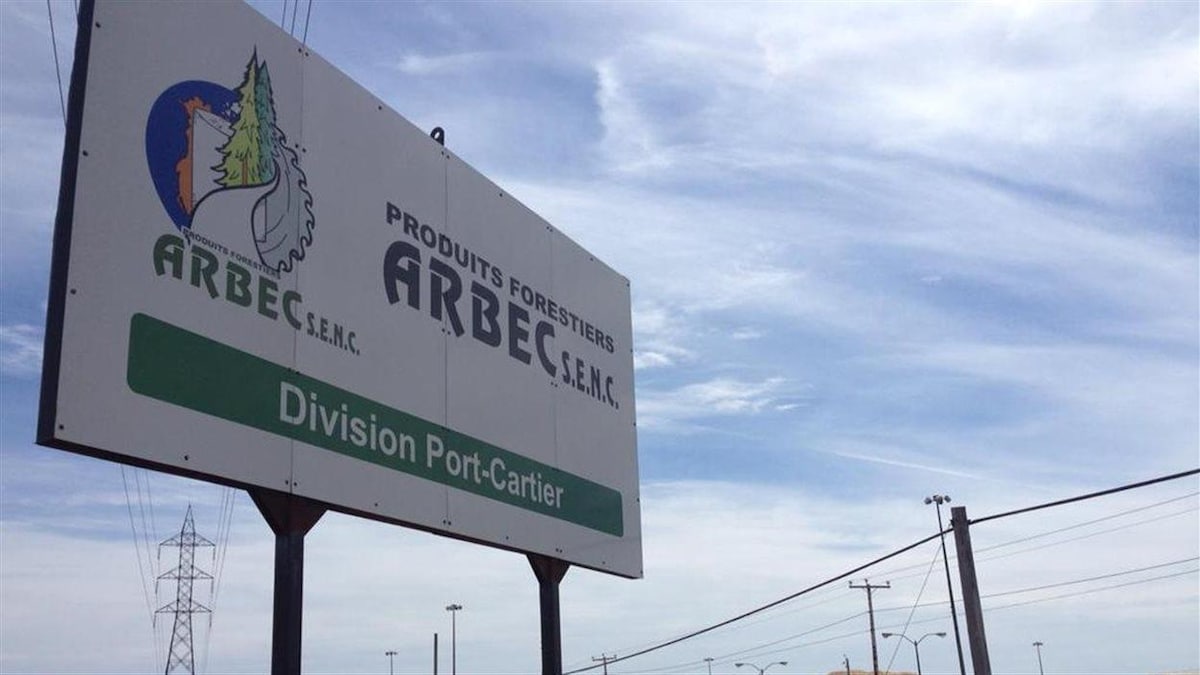 PRODUITS FORESTIERS
ARBEC S.E.N.C.
PRODUITS FORESTIERS
ARBEC S.E.N.C.
Division Port-Cartier